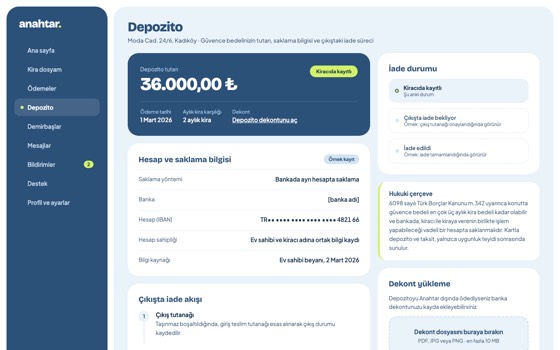 anahtar.
Ana sayfa
Kira dosyam
Ödemeler
Depozito
Demirbaşlar
Mesajlar
Bildirimler 2
Destek
Profil ve ayarlar
Depozito
Moda Cad. 24/6, Kadıköy · Güvence bedelinizin tutarı, saklama bilgisi ve çıkıştaki iade süreci
Depozito tutarı
Kiracıda kayıtlı
36.000,00 ₺
Ödeme tarihi
1 Mart 2026
Aylık kira karşılığı
2 aylık kira
Dekont
Depozito dekontunu aç
Hesap ve saklama bilgisi
Örnek kayıt
Saklama yöntemi Bankada ayrı hesapta saklama
Banka [banka adı]
Hesap (IBAN) TR•• •••• •••• •••• •••• 4821 66
Hesap sahipliği Ev sahibi ve kiracı adına ortak bilgi kaydı
Bilgi kaynağı Ev sahibi beyanı, 2 Mart 2026
Çıkışta iade akışı
1 Çıkış tutanağı
Taşınmaz boşaltıldığında, giriş teslim tutanağı esas alınarak çıkış durumu
kaydedilir.
İade durumu
Kiracıda kayıtlı
Şu anki durum
Çıkışta iade bekliyor
Örnek: çıkış tutanağı onaylandığında görünür
İade edildi
Örnek: iade tamamlandığında görünür
Hukuki çerçeve
6098 sayılı Türk Borçlar Kanunu m.342 uyarınca konutta
güvence bedeli en çok üç aylık kira bedeli kadar olabilir
ve bankada, kiracı ile kiraya verenin birlikte işlem
yapabileceği vadeli bir hesapta saklanmalıdır. Kartla
depozito ve taksit, yalnızca uygunluk teyidi sonrasında
sunulur.
Dekont yükleme
Depozitoyu Anahtar dışında ödediyseniz banka
dekontunuzu kayda ekleyebilirsiniz.
Dekont dosyasını buraya bırakın
PDF, JPG veya PNG · en fazla 10 MB